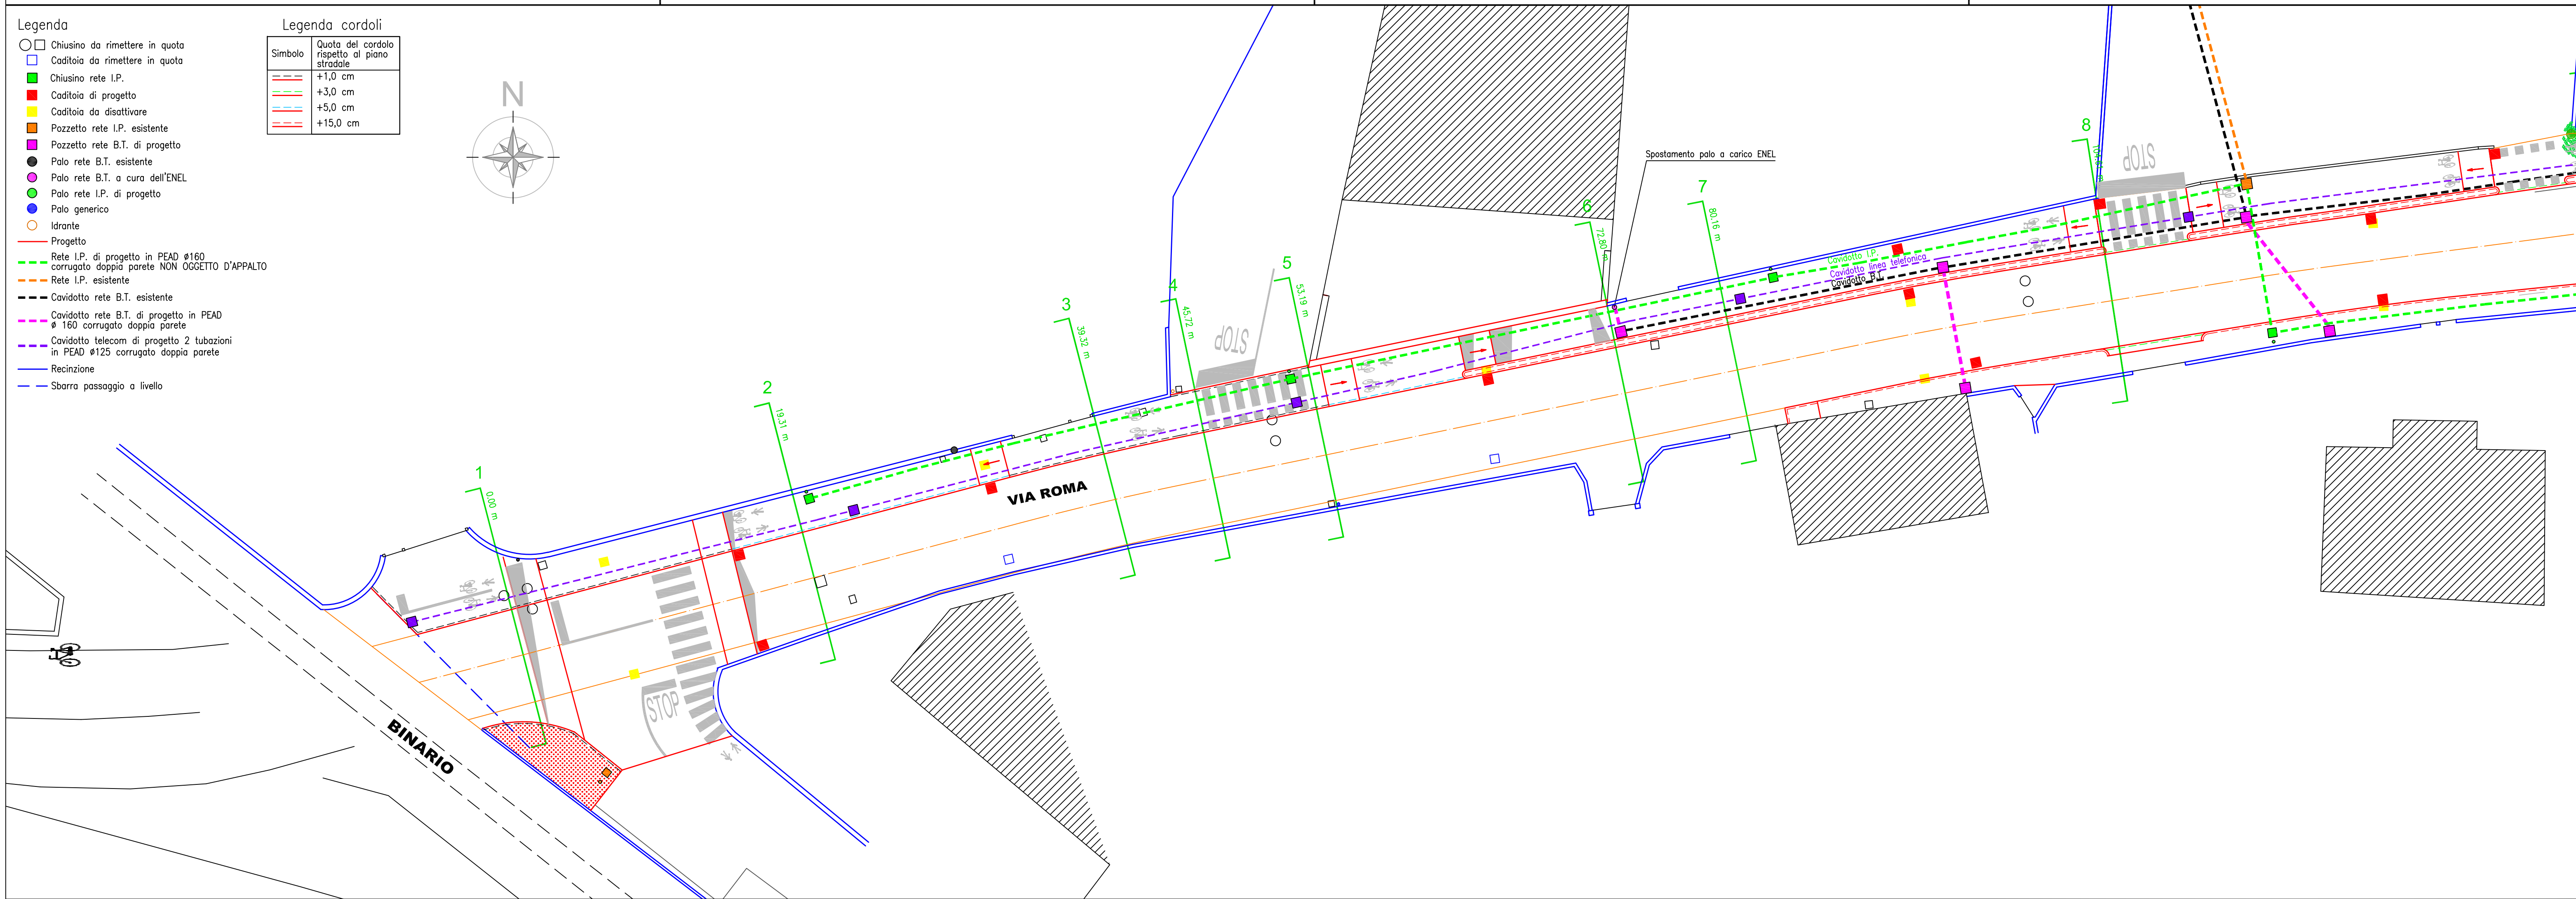 Legenda
Chiusino da rimettere in quota
Caditoia da rimettere in quota
Chiusino rete I.P.
Caditoia di progetto
Caditoia da disattivare
Pozzetto rete I.P. esistente
Pozzetto rete B.T. di progetto
Palo rete B.T. esistente
Palo rete B.T. a cura dell'ENEL
Palo rete I.P. di progetto
Palo generico
Idrante
Progetto
Rete I.P. di progetto in PEAD ø160
corrugato doppia parete NON OGGETTO D'APPALTO
Rete I.P. esistente
Cavidotto rete B.T. esistente
Cavidotto rete B.T. di progetto in PEAD
ø 160 corrugato doppia parete
Cavidotto telecom di progetto 2 tubazioni
in PEAD ø125 corrugato doppia parete
Recinzione
Sbarra passaggio a livello
Legenda cordoli
Simbolo
Quota del cordolo
rispetto al piano
stradale
+1,0 cm
+3,0 cm
+5,0 cm
+15,0 cm
N
1
0.00 m
2
19.31 m
3
39.32 m
4
45.72 m
5
53.19 m
6
72.80 m
7
80.16 m
8
Spostamento palo a carico ENEL
Cavidotto I.P.
Cavidotto linea telefonica
Cavidotto B.T.
STOP
STOP
STOP
VIA ROMA
BINARIO